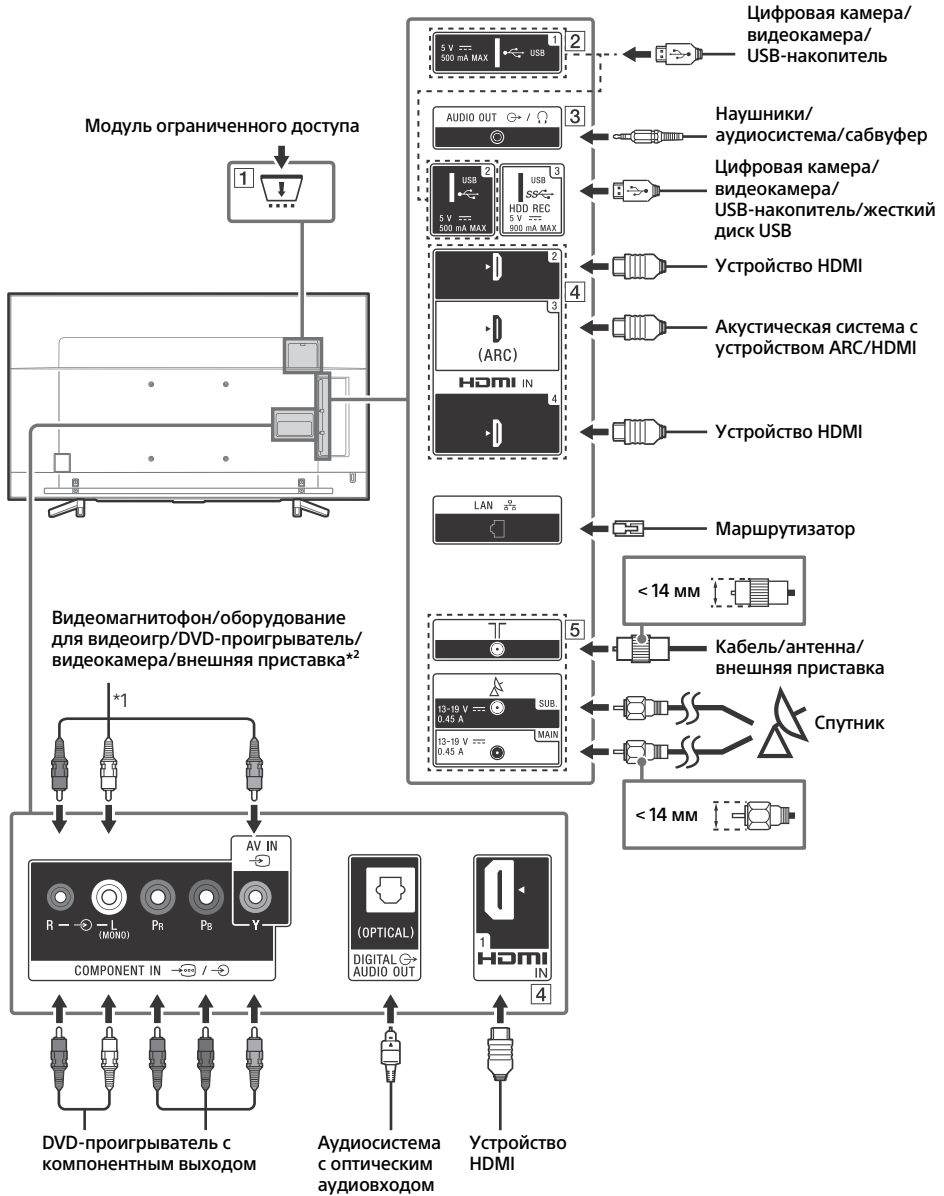 Цифровая камера/
видеокамера/
USB-накопитель
1
2
5 V
500 mA MAX
USB
Модуль ограниченного доступа
1
AUDIO OUT
/
3
Наушники/
аудиосистема/сабвуфер
2
USB
5 V
500 mA MAX
3
USB
SS
HDD REC
5 V
900 mA MAX
Цифровая камера/
видеокамера/
USB-накопитель/жесткий
диск USB
2
Устройство HDMI
4
3
(ARC)
Акустическая система с
устройством ARC/HDMI
HDMI IN
4
Устройство HDMI
LAN
Маршрутизатор
< 14 мм
5
Кабель/антенна/
внешняя приставка
13-19 V
0.45 A
SUB.
13-19 V
0.45 A
MAIN
Спутник
< 14 мм
Видеомагнитофон/оборудование
для видеоигр/DVD-проигрыватель/
видеокамера/внешняя приставка*2
*1
AV IN
R
L
(MONO)
PR
PB
Y
COMPONENT IN
/
(OPTICAL)
DIGITAL
AUDIO OUT
1
HDMI
IN
4
DVD-проигрыватель с
компонентным выходом
Аудиосистема
с оптическим
аудиовходом
Устройство
HDMI